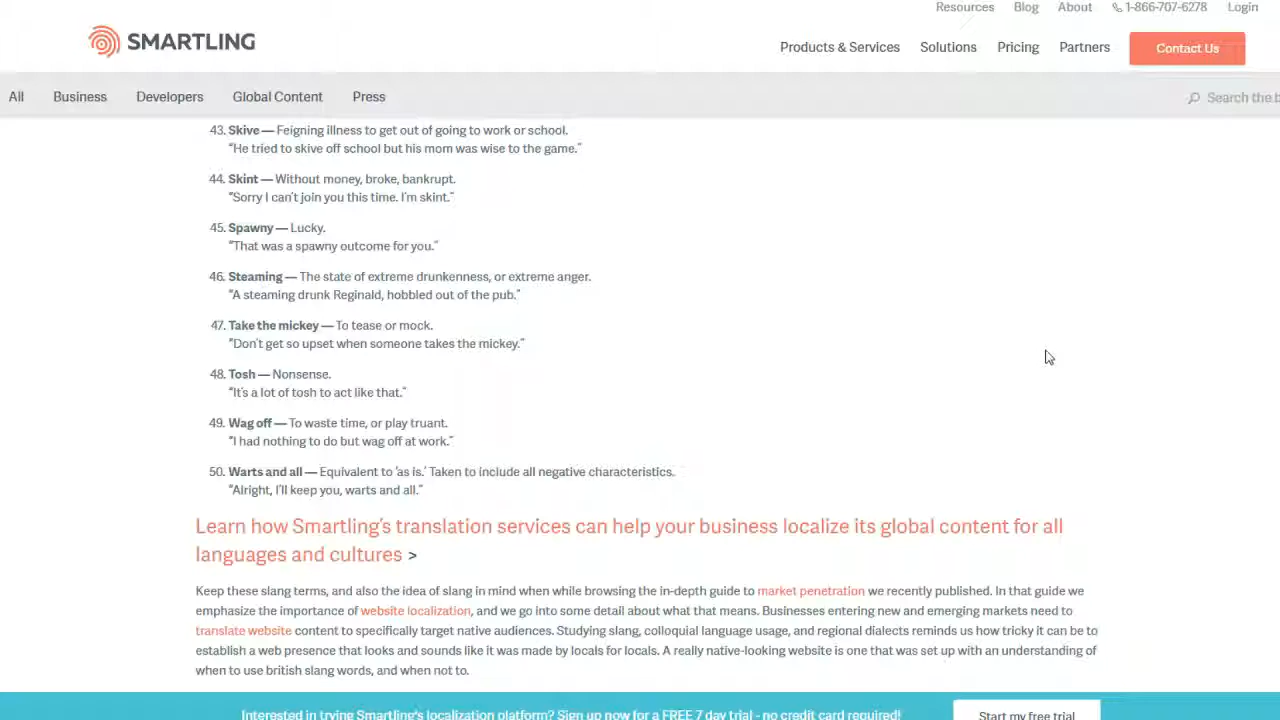 Resources Blog About 1-866-707-6278 Login
SMARTLING
Products & Services Solutions Pricing Partners Contact Us
All Business Developers Global Content Press Search the b
43. Skive — Feigning illness to get out of going to work or school.
"He tried to skive off school but his mom was wise to the game."
44. Skint — Without money, broke, bankrupt.
"Sorry I can't join you this time. I'm skint."
45. Spawny — Lucky.
"That was a spawny outcome for you."
46. Steaming — The state of extreme drunkenness, or extreme anger.
"A steaming drunk Reginald, hobbled out of the pub."
47. Take the mickey — To tease or mock.
"Don't get so upset when someone takes the mickey."
48. Tosh — Nonsense.
"It's a lot of tosh to act like that."
49. Wag off — To waste time, or play truant.
"I had nothing to do but wag off at work."
50. Warts and all — Equivalent to 'as is.' Taken to include all negative characteristics.
"Alright, I'll keep you, warts and all."
Learn how Smartling's translation services can help your business localize its global content for all
languages and cultures >
Keep these slang terms, and also the idea of slang in mind when while browsing the in-depth guide to market penetration we recently published. In that guide we
emphasize the importance of website localization, and we go into some detail about what that means. Businesses entering new and emerging markets need to
translate website content to specifically target native audiences. Studying slang, colloquial language usage, and regional dialects reminds us how tricky it can be to
establish a web presence that looks and sounds like it was made by locals for locals. A really native-looking website is one that was set up with an understanding of
when to use british slang words, and when not to.
Interested in trying Smartling's localization platform? Sign up now for a FREE 7 day trial - no credit card required! Start my free trial